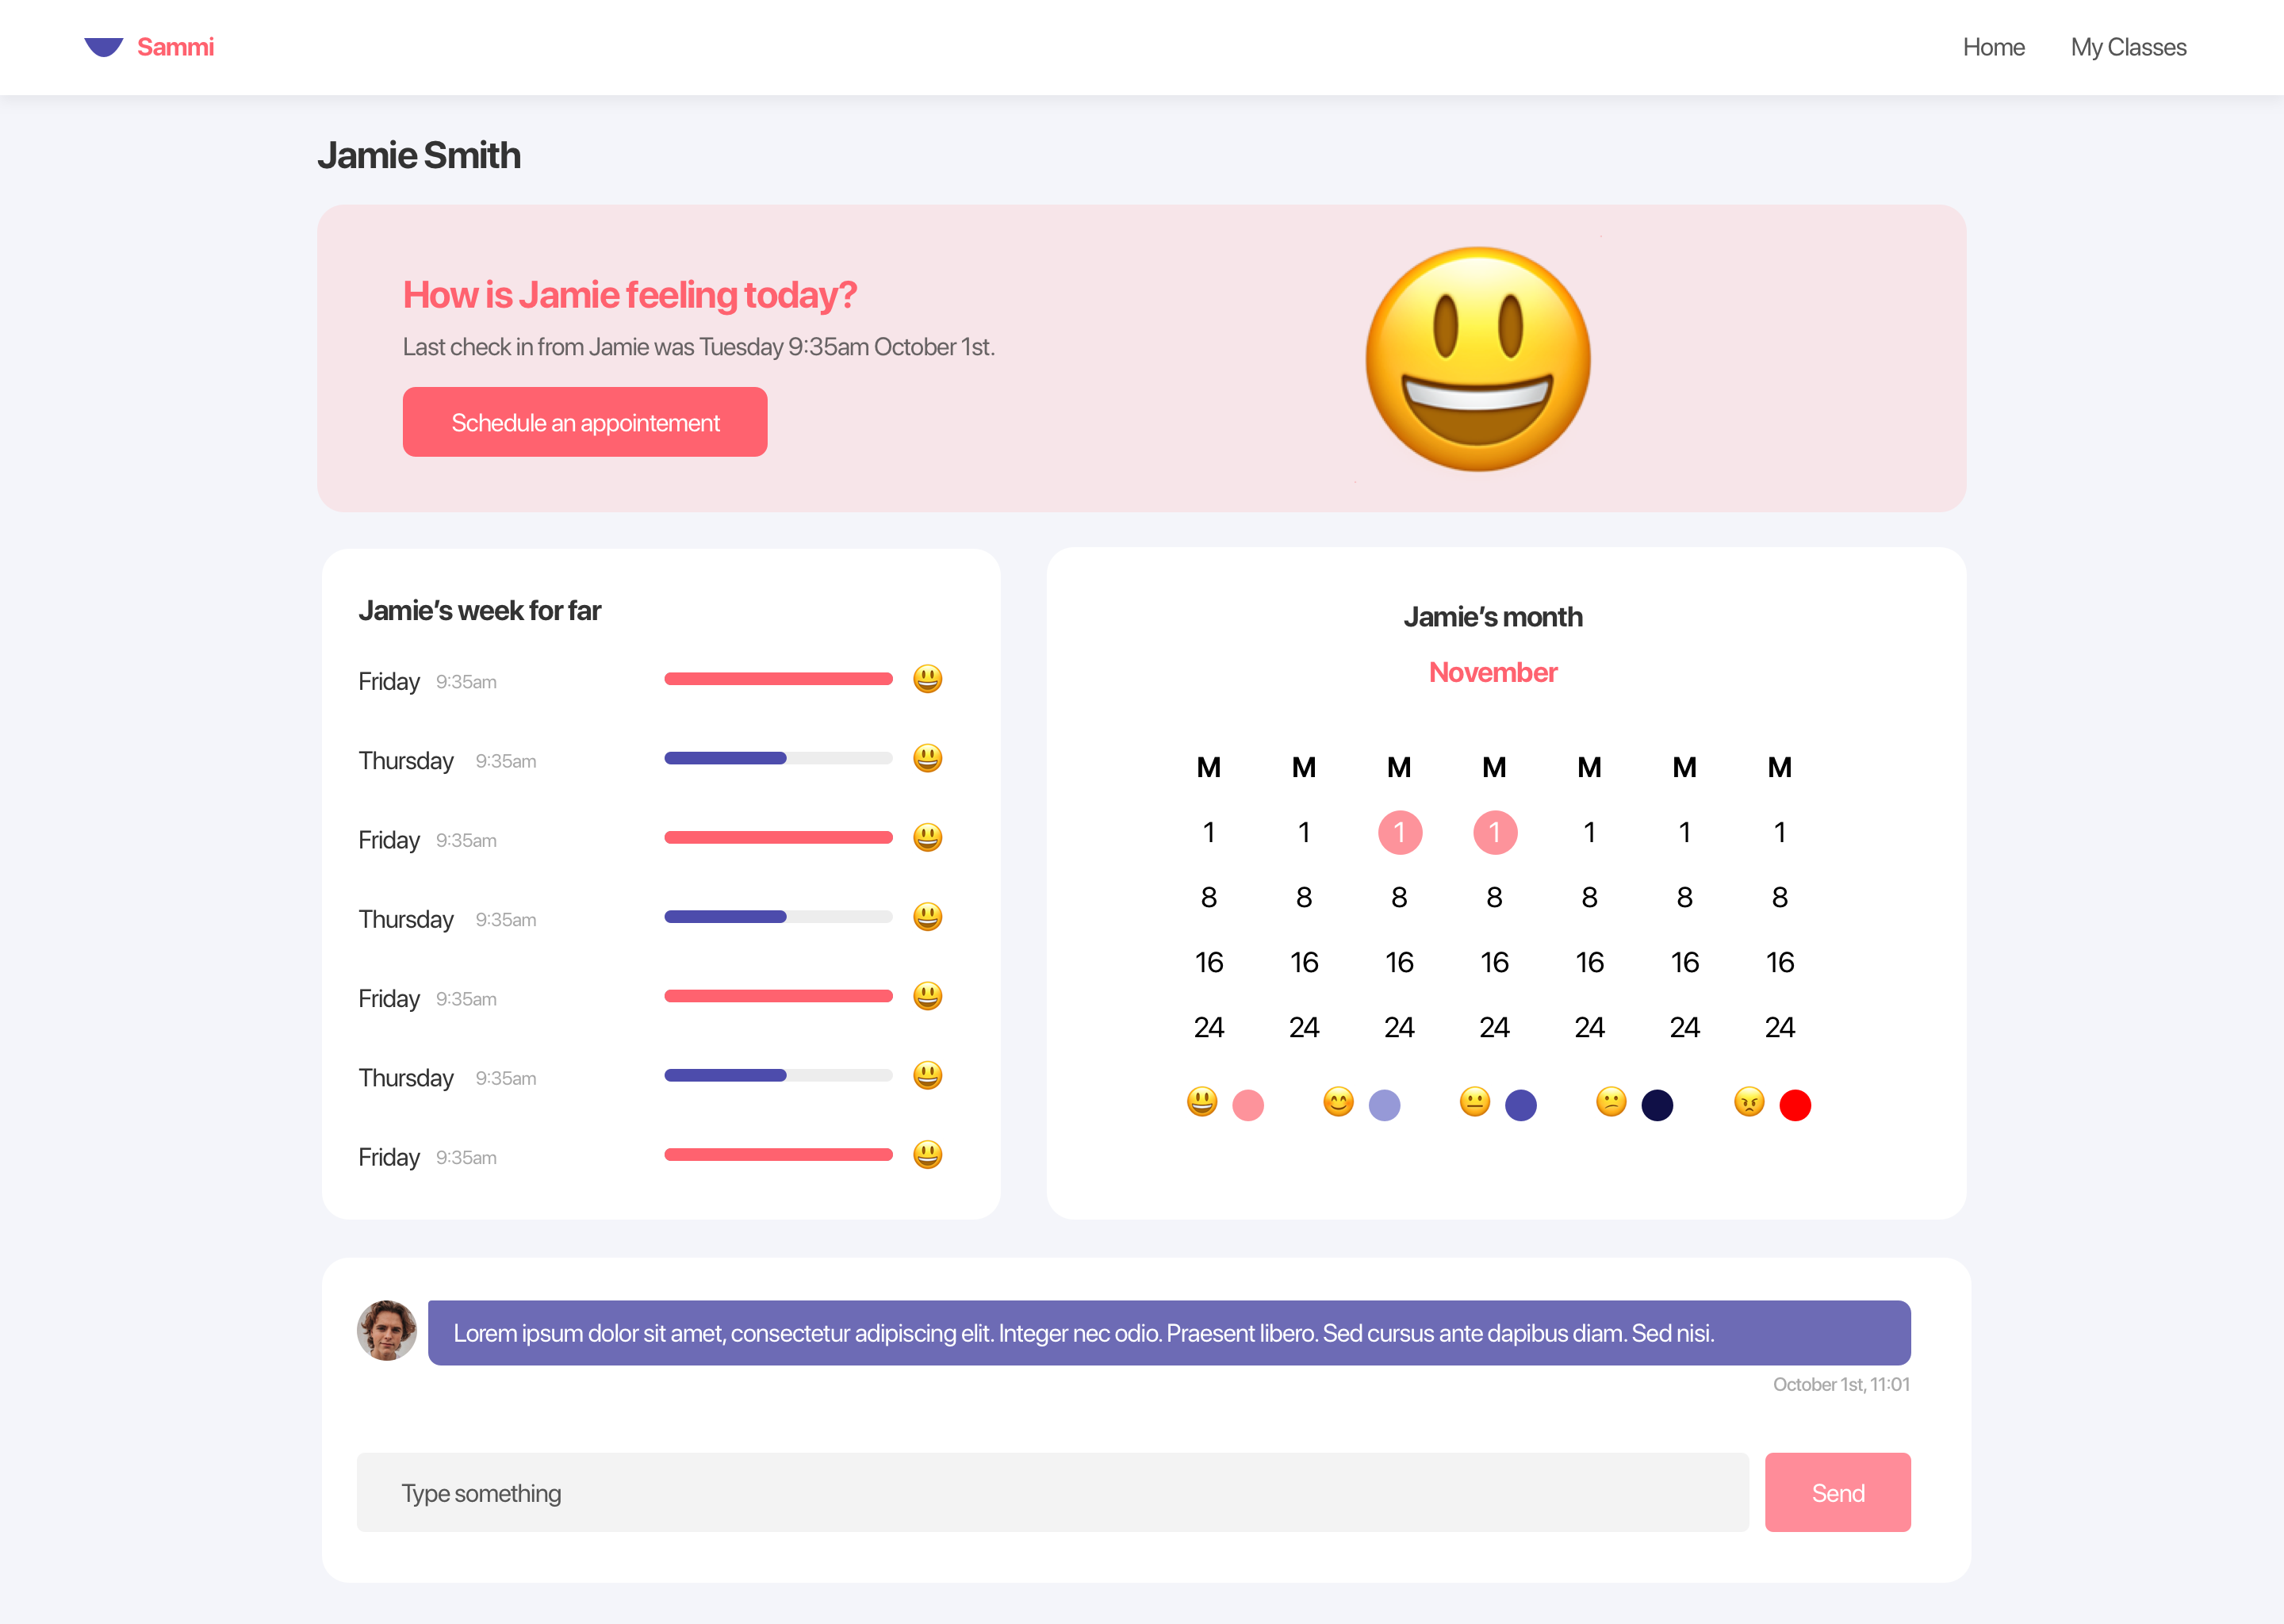 Sammi
Home
My Classes
Jamie Smith
How is Jamie feeling today?
Last check in from Jamie was Tuesday 9:35am October 1st.
Schedule an appointement
Jamie’s week for far
Friday 9:35am
Thursday 9:35am
Friday 9:35am
Thursday 9:35am
Friday 9:35am
Thursday 9:35am
Friday 9:35am
Jamie’s month
November
M M M M M M M
1 1 1 1 1 1 1
8 8 8 8 8 8 8
16 16 16 16 16 16 16
24 24 24 24 24 24 24
Lorem ipsum dolor sit amet, consectetur adipiscing elit. Integer nec odio. Praesent libero. Sed cursus ante dapibus diam. Sed nisi.
October 1st, 11:01
Type something
Send